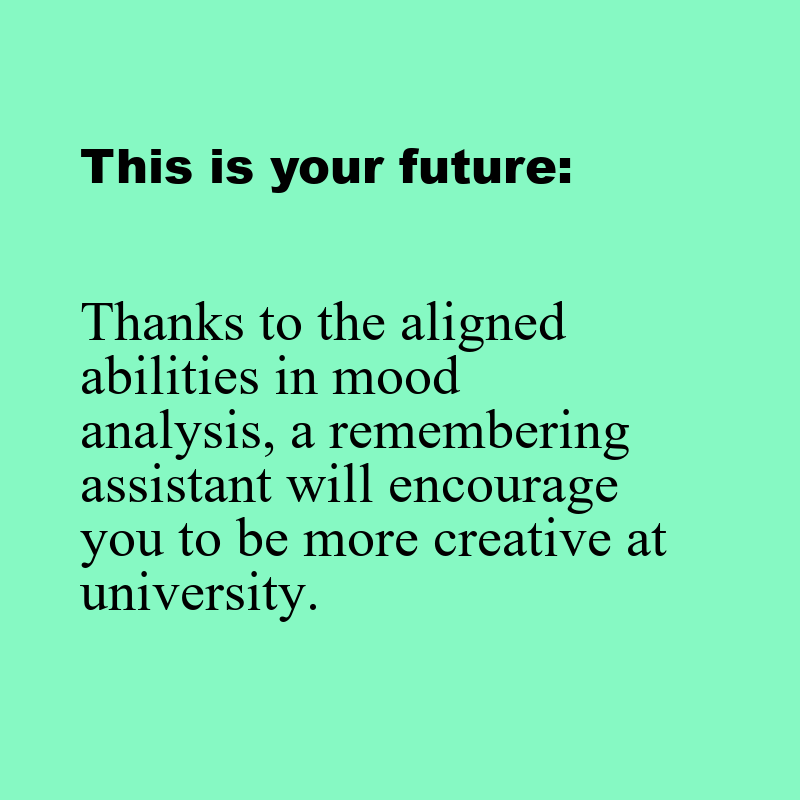 This is your future:
Thanks to the aligned
abilities in mood
analysis, a remembering
assistant will encourage
you to be more creative at
university.